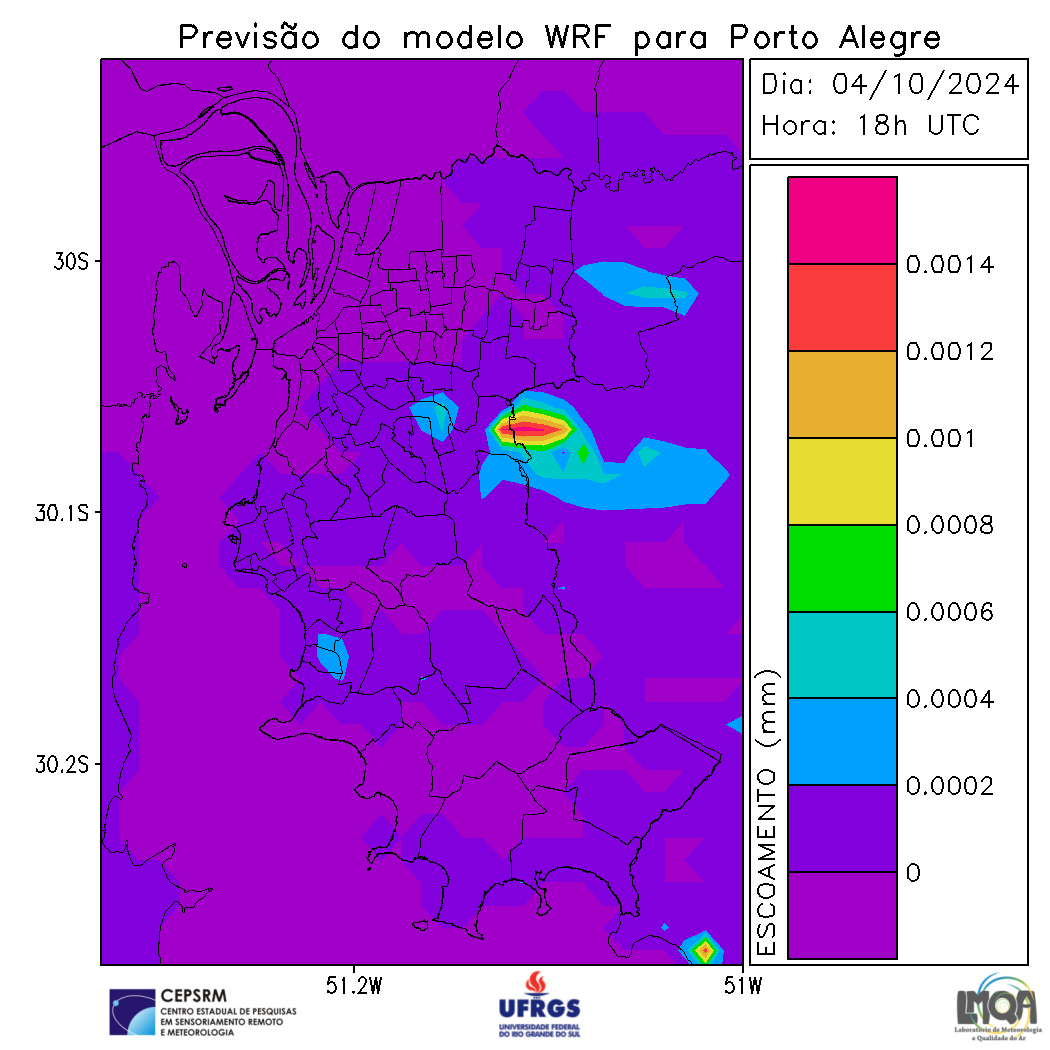 Previsão do modelo WRF para Porto Alegre
Dia: 04/10/2024
Hora: 18h UTC
30S
30.1S
30.2S
51.2W
51W
ESCOAMENTO (mm)
0.0014
0.0012
0.001
0.0008
0.0006
0.0004
0.0002
0
CEPSRM
CENTRO ESTADUAL DE PESQUISAS
EM SENSORIAMENTO REMOTO
E METEOROLOGIA
UFRGS
UNIVERSIDADE FEDERAL
DO RIO GRANDE DO SUL
LMQA
Laboratório de Meteorologia
e Qualidade do Ar